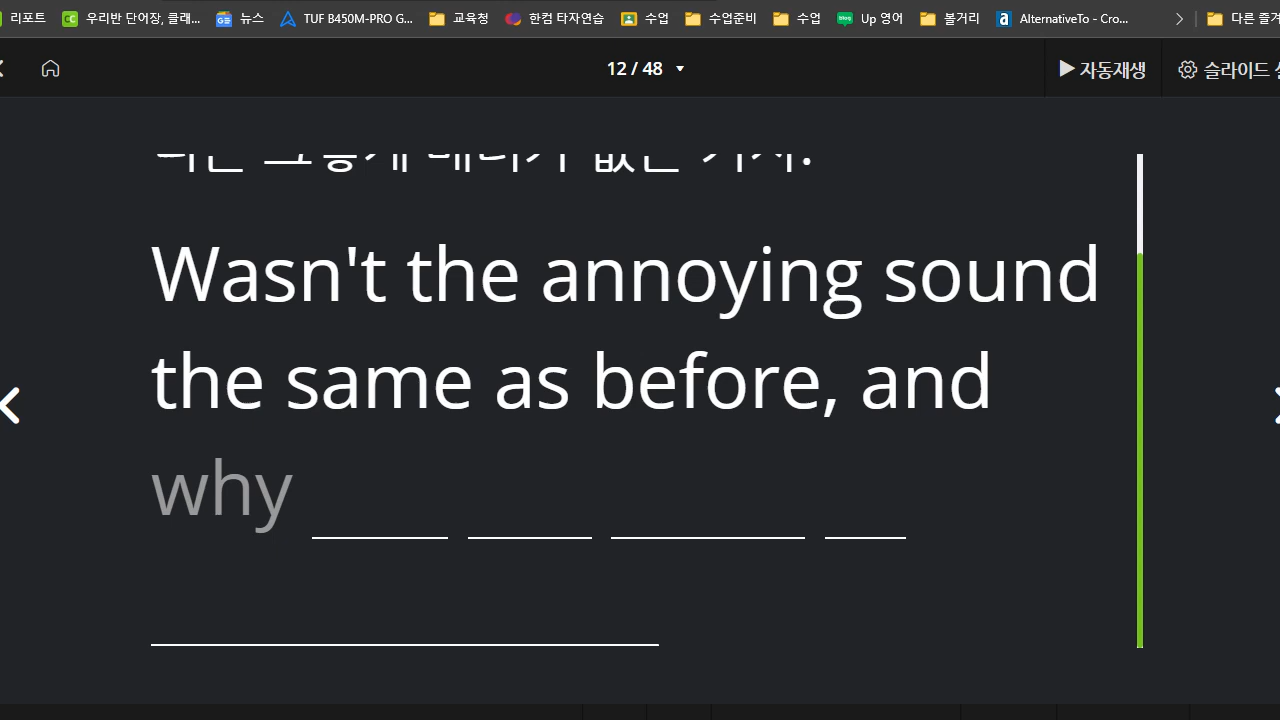 리포트 우리반 단어장, 클래... 뉴스 TUF B450M-PRO G... 교육청 한컴 타자연습 수업 수업준비 수업 Up 영어 볼거리 AlternativeTo - Cro... 다른 즐겨
12 / 48 자동재생 슬라이드
Wasn't the annoying sound
the same as before, and
why